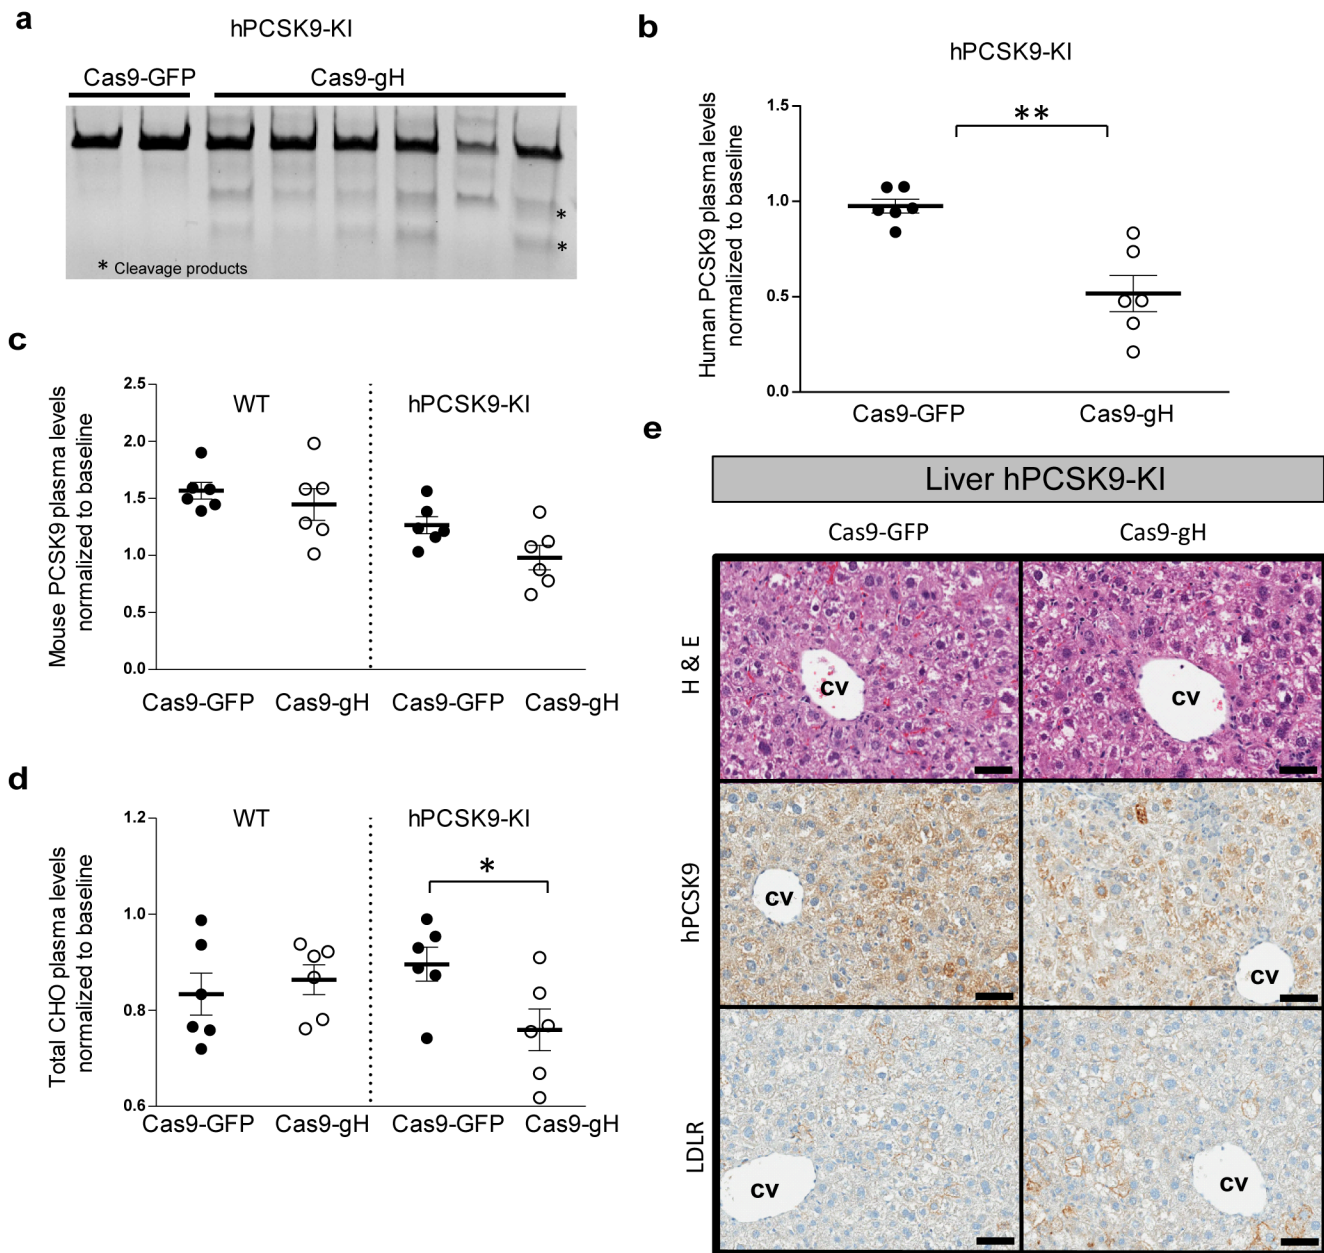 a
hPCSK9-KI
Cas9-GFP
Cas9-gH
*
*
* Cleavage products
b
hPCSK9-KI
Human PCSK9 plasma levels
normalized to baseline
1.5
1.0
0.5
0.0
**
Cas9-GFP
Cas9-gH
c
Mouse PCSK9 plasma levels
normalized to baseline
2.5
2.0
1.5
1.0
0.5
0.0
WT
hPCSK9-KI
Cas9-GFP
Cas9-gH
Cas9-GFP
Cas9-gH
d
Total CHO plasma levels
normalized to baseline
1.2
1.0
0.8
0.6
WT
hPCSK9-KI
*
Cas9-GFP
Cas9-gH
Cas9-GFP
Cas9-gH
e
Liver hPCSK9-KI
Cas9-GFP
Cas9-gH
H & E
cv
cv
hPCSK9
cv
cv
LDLR
cv
cv